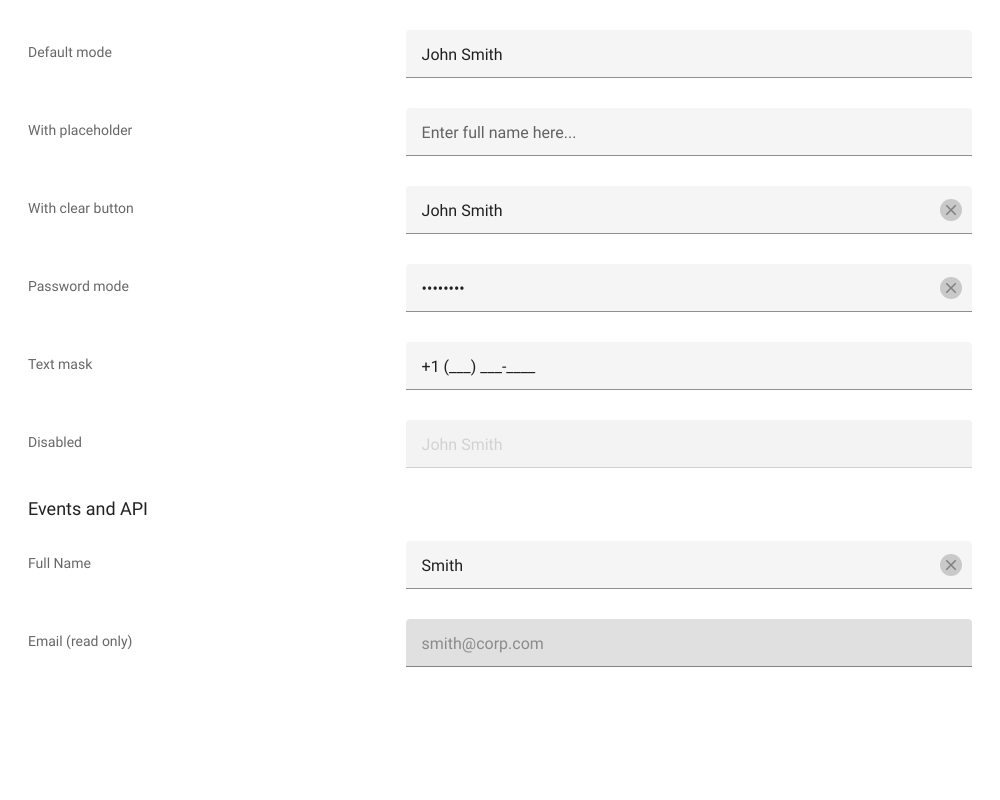 Default mode
John Smith
With placeholder
Enter full name here...
With clear button
John Smith
Password mode
••••••••
Text mask
+1 (___) ___-____
Disabled
John Smith
Events and API
Full Name
Smith
Email (read only)
smith@corp.com